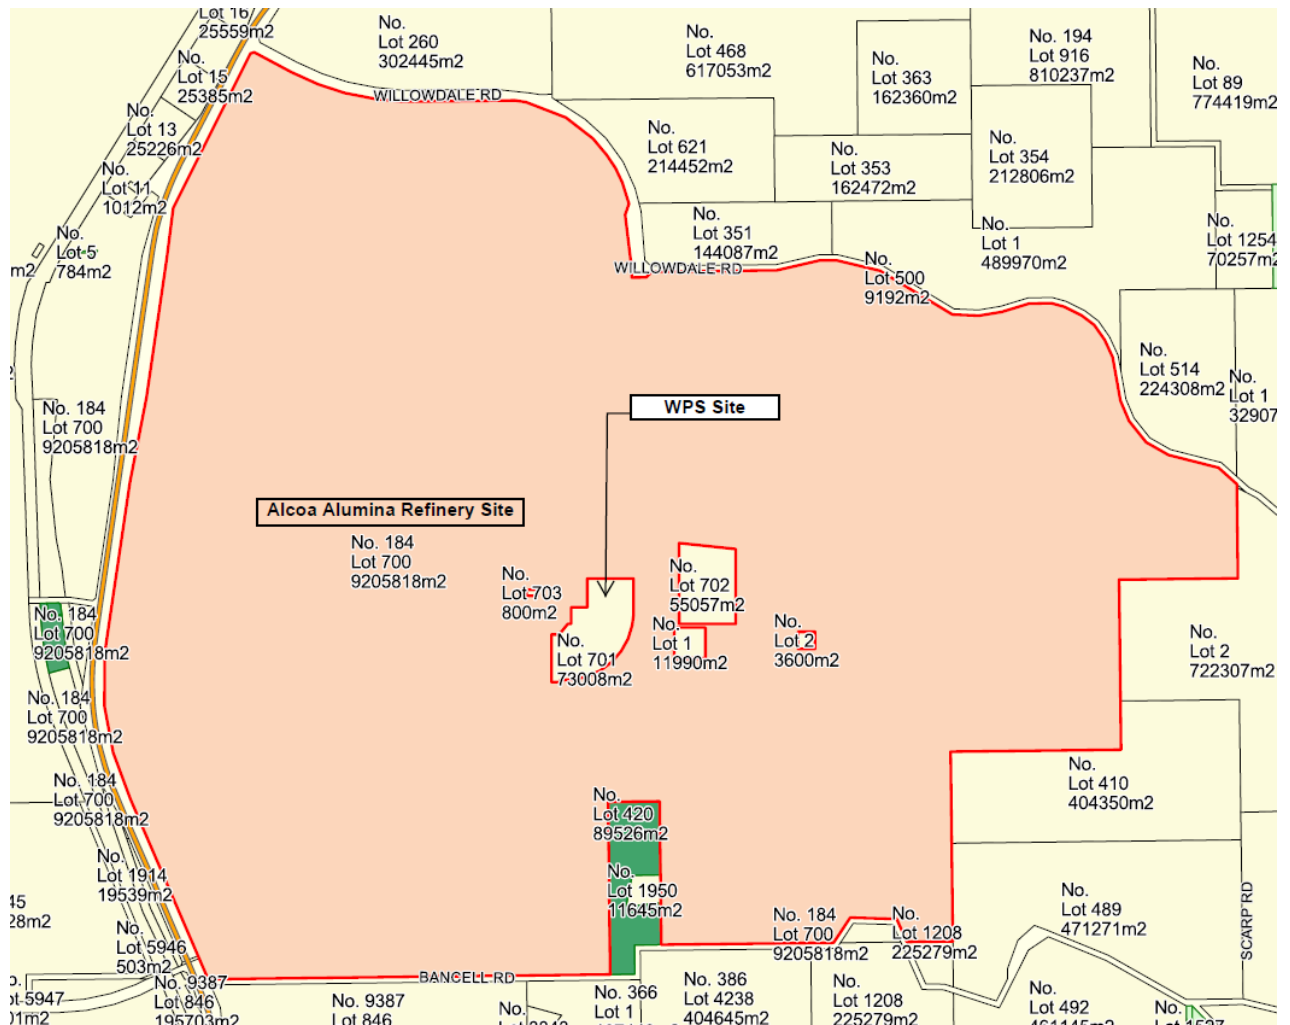 Lot 16
25559m2
No.
Lot 260
302445m2
No.
Lot 468
617053m2
No. 194
Lot 916
810237m2
No.
Lot 363
162360m2
No.
Lot 89
774419m2
No.
Lot 15
25385m2
WILLOWDALE RD
No.
Lot 13
25226m2
No.
Lot 621
214452m2
No.
Lot 353
162472m2
No.
Lot 354
212806m2
No.
Lot 11
1012m2
No.
Lot 351
144087m2
No.
Lot 1
489970m2
No.
Lot 1254
70257m2
No.
Lot 5
784m2
m2
WILLOWDALE RD
No.
Lot 500
9192m2
No.
Lot 514
224308m2
No.
Lot 1
32907
No. 184
Lot 700
9205818m2
WPS Site
Alcoa Alumina Refinery Site
No. 184
Lot 700
9205818m2
No.
Lot 703
800m2
No.
Lot 702
55057m2
No.
Lot 701
73008m2
No.
Lot 1
11990m2
No.
Lot 2
3600m2
No.
Lot 2
722307m2
No. 184
Lot 700
9205818m2
No. 184
Lot 700
9205818m2
No. 184
Lot 700
9205818m2
No.
Lot 410
404350m2
No.
Lot 420
89526m2
No.
Lot 1914
19539m2
No.
Lot 1950
11645m2
No. 184
Lot 700
9205818m2
No.
Lot 1208
225279m2
No.
Lot 489
471271m2
SCARP RD
45
28m2
No.
Lot 5946
503m2
BANCELL RD
No. 9387
Lot 846
195703m2
No. 9387
Lot 846
No. 366
Lot 1
No. 386
Lot 4238
404645m2
No.
Lot 1208
225279m2
No.
Lot 492
461145m2
No.
ot-5947
01m2
No.